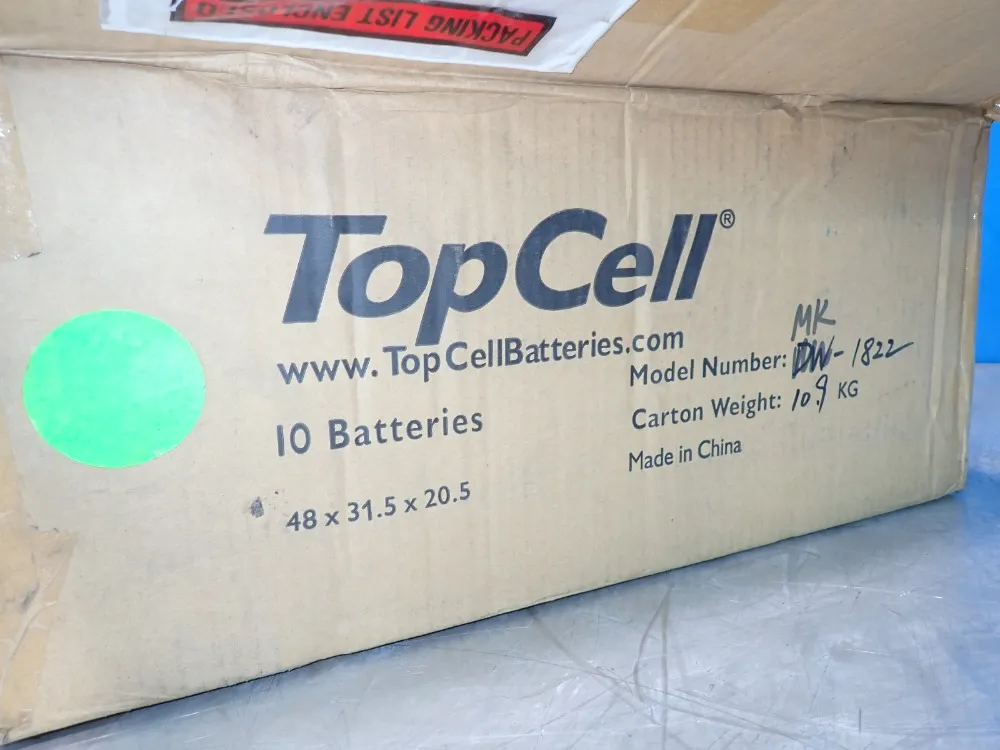 PACKING LIST ENCLOSED
TopCell®
www.TopCellBatteries.com
10 Batteries
48 x 31.5 x 20.5
MK
Model Number: DW-1822
Carton Weight: 10.9 KG
Made in China